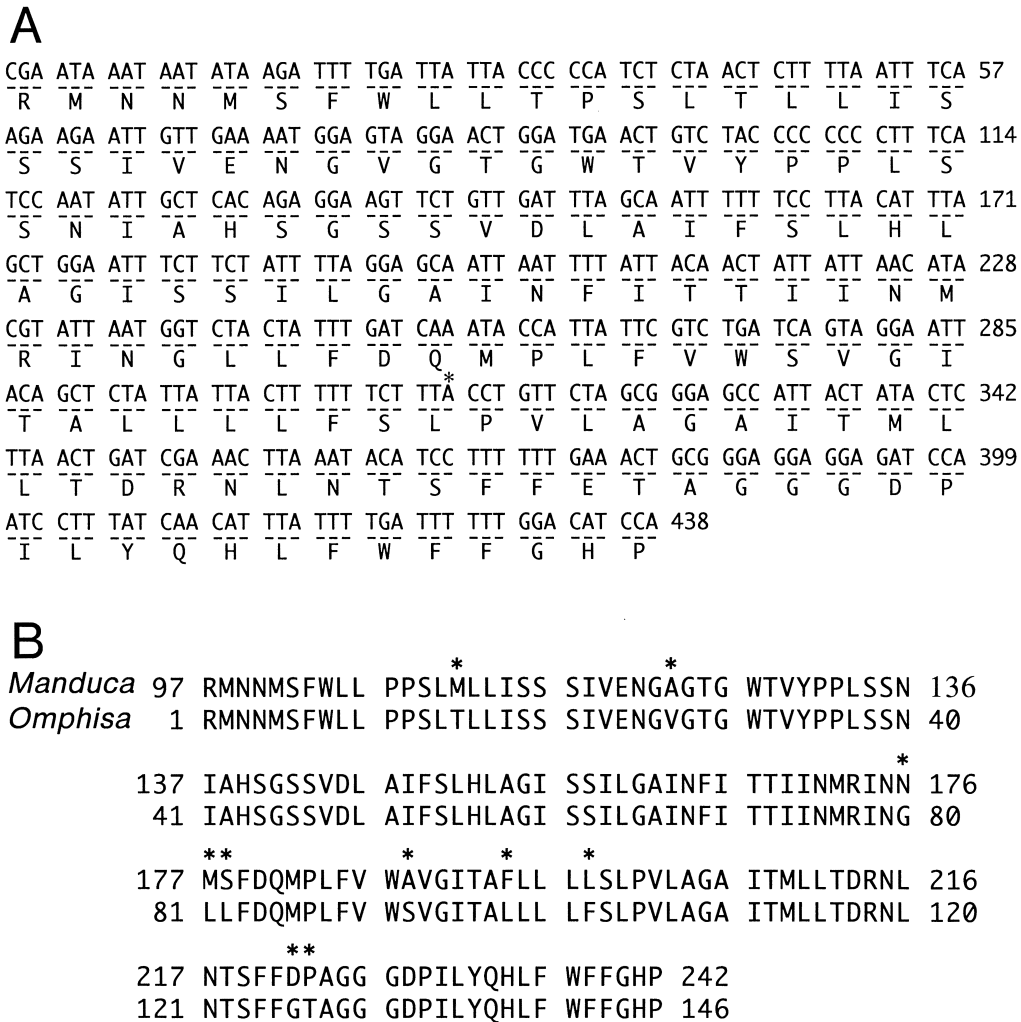 A
CGA ATA AAT AAT ATA AGA TTT TGA TTA TTA CCC CCA TCT CTA ACT CTT TTA ATT TCA 57
R M N N M S F W L L T P S L T L L I S
AGA AGA ATT GTT GAA AAT GGA GTA GGA ACT GGA TGA ACT GTC TAC CCC CCC CTT TCA 114
S S I V E N G V G T G W T V Y P P L S
TCC AAT ATT GCT CAC AGA GGA AGT TCT GTT GAT TTA GCA ATT TTT TCC TTA CAT TTA 171
S N I A H S G S S V D L A I F S L H L
GCT GGA ATT TCT TCT ATT TTA GGA GCA ATT AAT TTT ATT ACA ACT ATT ATT AAC ATA 228
A G I S S I L G A I N F I T T I I N M
CGT ATT AAT GGT CTA CTA TTT GAT CAA ATA CCA TTA TTC GTC TGA TCA GTA GGA ATT 285
R I N G L L F D Q M P L F V W S V G I
*
ACA GCT CTA TTA TTA CTT TTT TCT TTA CCT GTT CTA GCG GGA GCC ATT ACT ATA CTC 342
T A L L L L F S L P V L A G A I T M L
TTA ACT GAT CGA AAC TTA AAT ACA TCC TTT TTT GAA ACT GCG GGA GGA GGA GAT CCA 399
L T D R N L N T S F F E T A G G G D P
ATC CTT TAT CAA CAT TTA TTT TGA TTT TTT GGA CAT CCA 438
I L Y Q H L F W F F G H P
B
* *
Manduca 97 RMNNMSFWLL PPSLMLLISS SIVENGAGTG WTVYPPLSSN 136
Omphisa 1 RMNNMSFWLL PPSLTLLISS SIVENGVGTG WTVYPPLSSN 40
*
137 IAHSGSSVDL AIFSLHLAGI SSILGAINFI TTIINMRINN 176
41 IAHSGSSVDL AIFSLHLAGI SSILGAINFI TTIINMRING 80
** * * *
177 MSFDQMPLFV WAVGITAFLL LLSLPVLAGA ITMLLTDRNL 216
81 LLFDQMPLFV WSVGITALLL LFSLPVLAGA ITMLLTDRNL 120
**
217 NTSFFDPAGG GDPILYQHLF WFFGHP 242
121 NTSFFGTAGG GDPILYQHLF WFFGHP 146